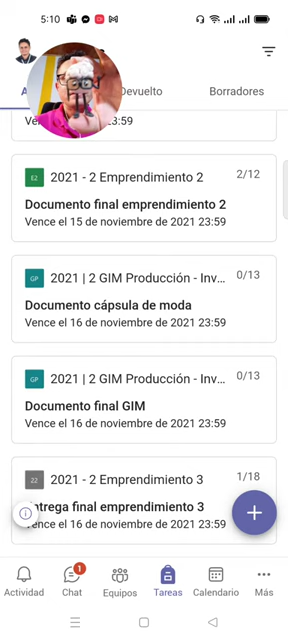 5:10
Devuelto
Borradores
23:59
E2
2021 - 2 Emprendimiento 2
2/12
Documento final emprendimiento 2
Vence el 15 de noviembre de 2021 23:59
GP
2021 | 2 GIM Producción - Inv...
0/13
Documento cápsula de moda
Vence el 16 de noviembre de 2021 23:59
GP
2021 | 2 GIM Producción - Inv...
0/13
Documento final GIM
Vence el 16 de noviembre de 2021 23:59
22
2021 - 2 Emprendimiento 3
1/18
ntrega final emprendimiento 3
Vence el 16 de noviembre de 2021 23:59
1
Actividad
Chat
Equipos
Tareas
Calendario
Más